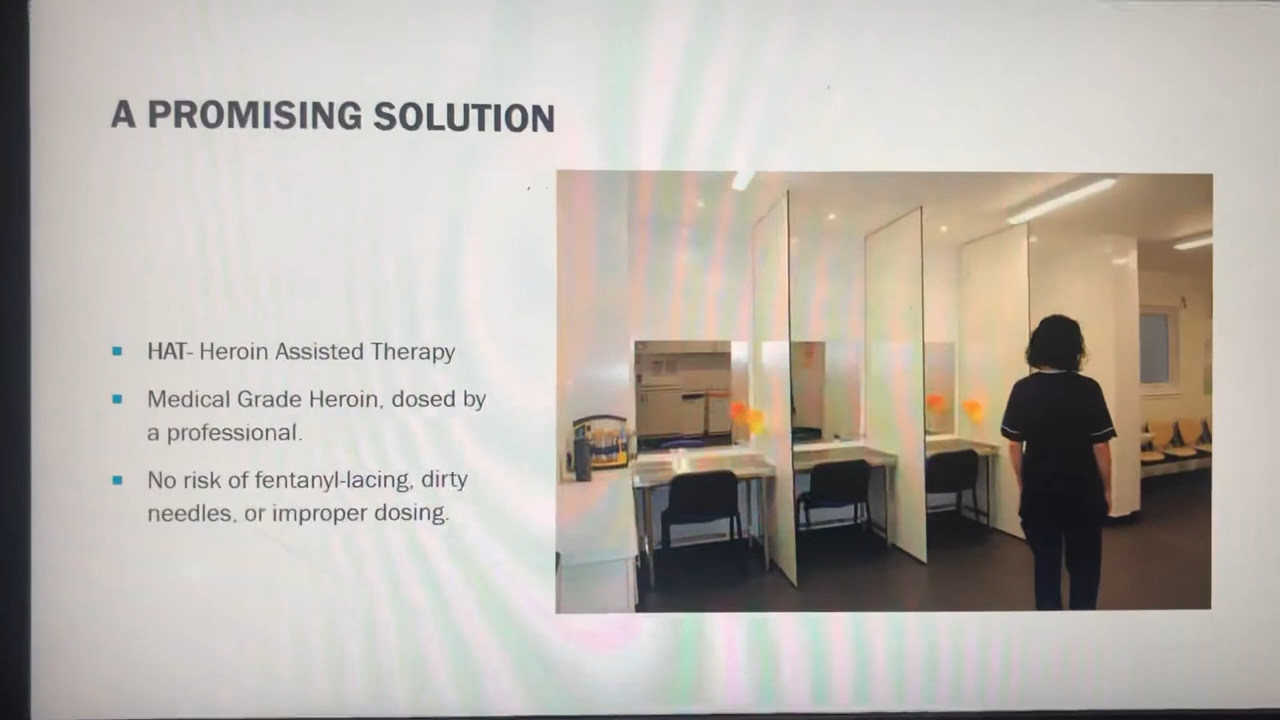 A PROMISING SOLUTION
HAT- Heroin Assisted Therapy
Medical Grade Heroin, dosed by
a professional.
No risk of fentanyl-lacing, dirty
needles, or improper dosing.